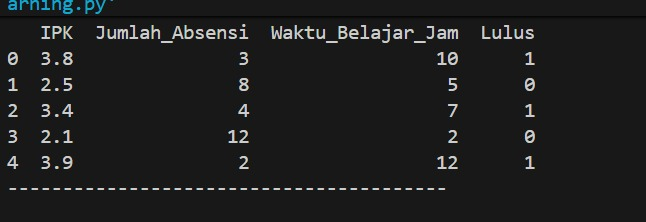 arning.py'
IPK Jumlah_Absensi Waktu_Belajar_Jam Lulus
0 3.8 3 10 1
1 2.5 8 5 0
2 3.4 4 7 1
3 2.1 12 2 0
4 3.9 2 12 1
----------------------------------------